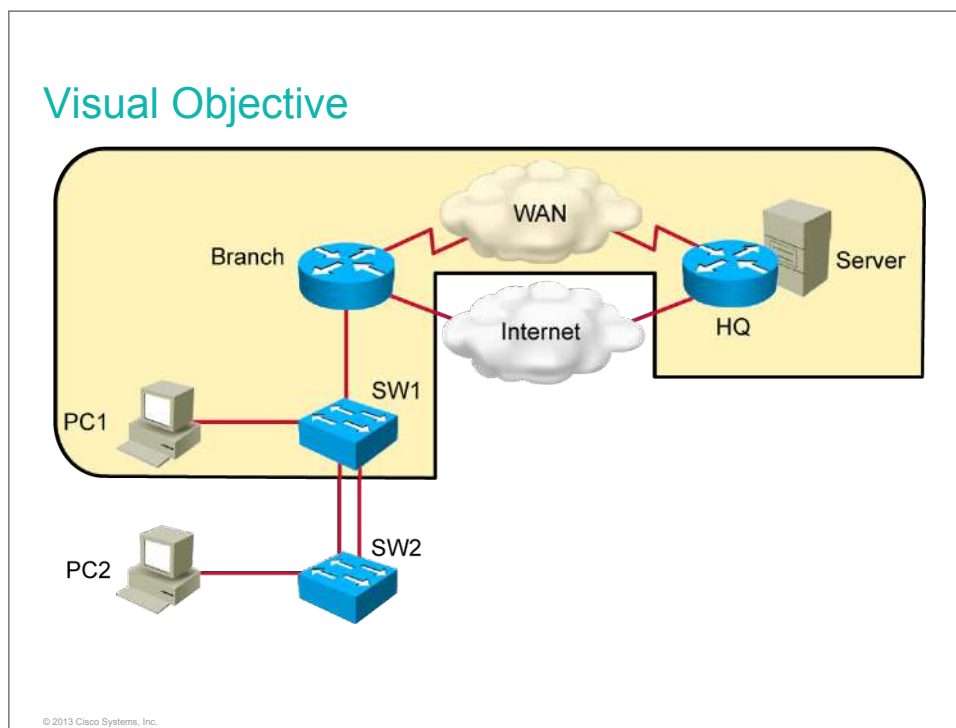 Visual Objective
WAN
Branch
Server
Internet
HQ
SW1
PC1
SW2
PC2
© 2013 Cisco Systems, Inc.